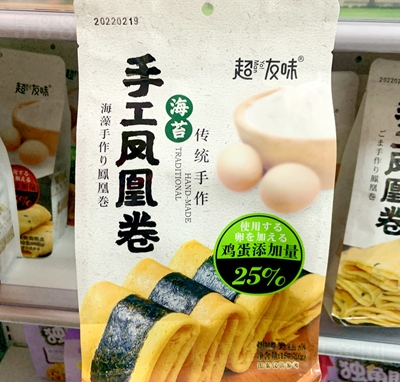 20220219
超友味®
手工凤凰卷
海苔
海藻手作り鳳凰巻
传统手作
HAND-MADE
TRADITIONAL
使用する
卵を加える
鸡蛋添加量
25%
20220219
超友味
ごま手作り鳳凰巻